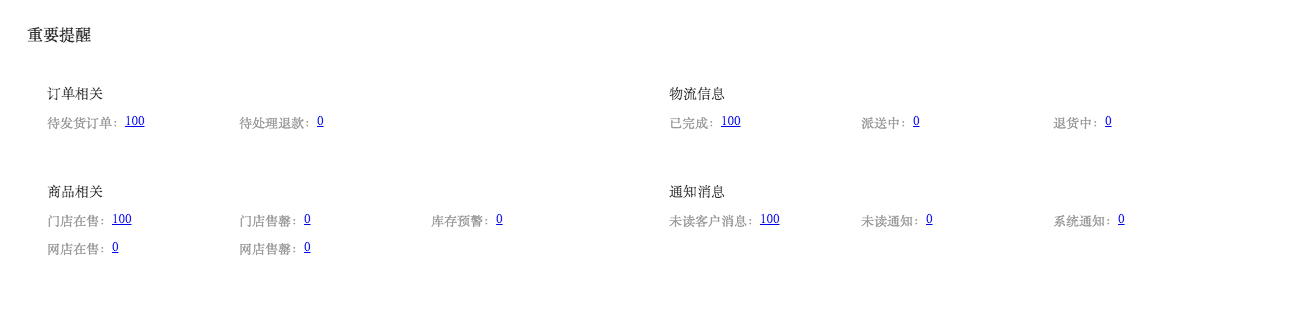 重要提醒
订单相关
待发货订单：100 待处理退款：0
物流信息
已完成：100 派送中：0 退货中：0
商品相关
门店在售：100 门店售罄：0 库存预警：0
网店在售：0 网店售罄：0
通知消息
未读客户消息：100 未读通知：0 系统通知：0